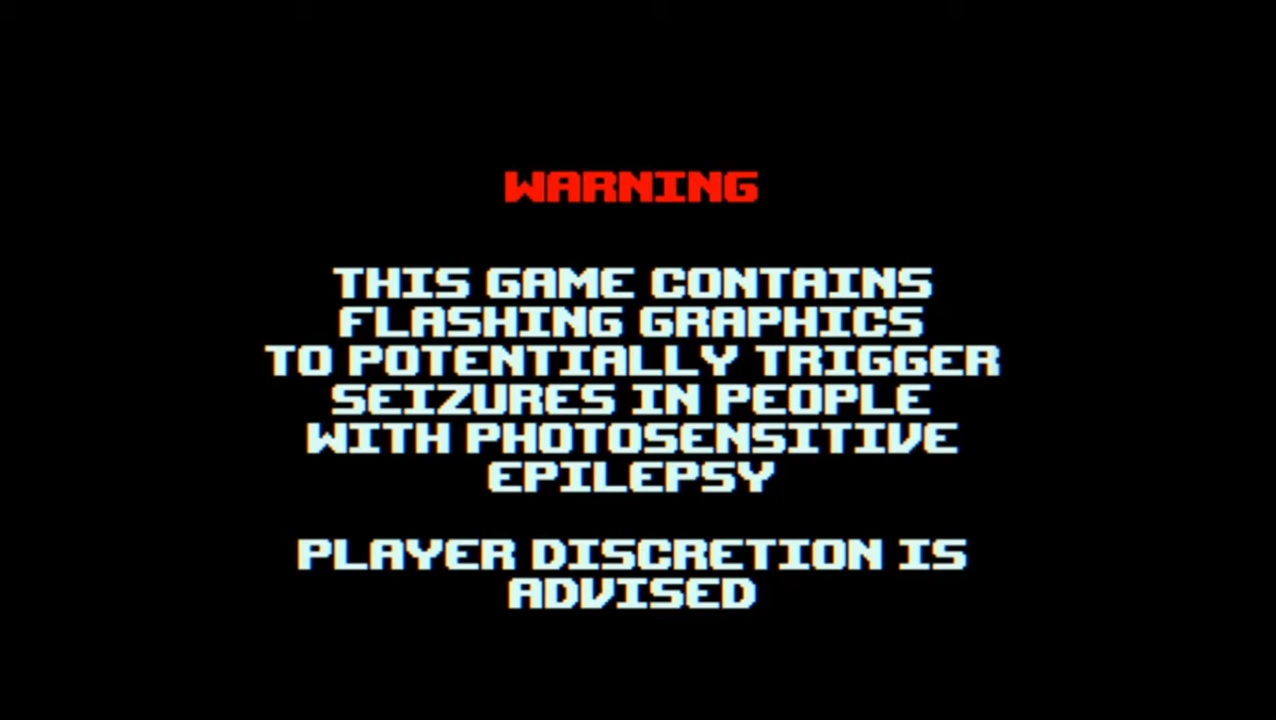 WARNING
THIS GAME CONTAINS
FLASHING GRAPHICS
TO POTENTIALLY TRIGGER
SEIZURES IN PEOPLE
WITH PHOTOSENSITIVE
EPILEPSY
PLAYER DISCRETION IS
ADVISED